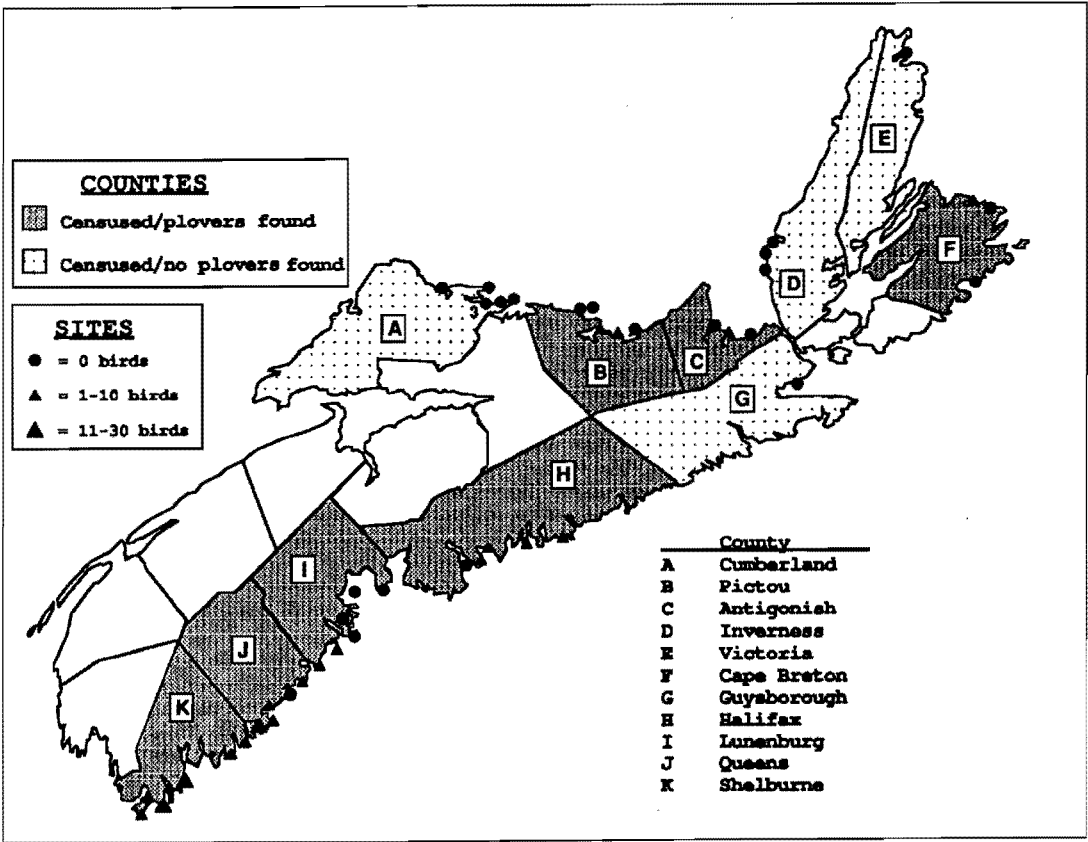 COUNTIES
Censused/plovers found
Censused/no plovers found
SITES
= 0 birds
= 1-10 birds
= 11-30 birds
A
B
C
D
E
F
G
H
I
J
K
3
County
A Cumberland
B Pictou
C Antigonish
D Inverness
E Victoria
F Cape Breton
G Guysborough
H Halifax
I Lunenburg
J Queens
K Shelburne